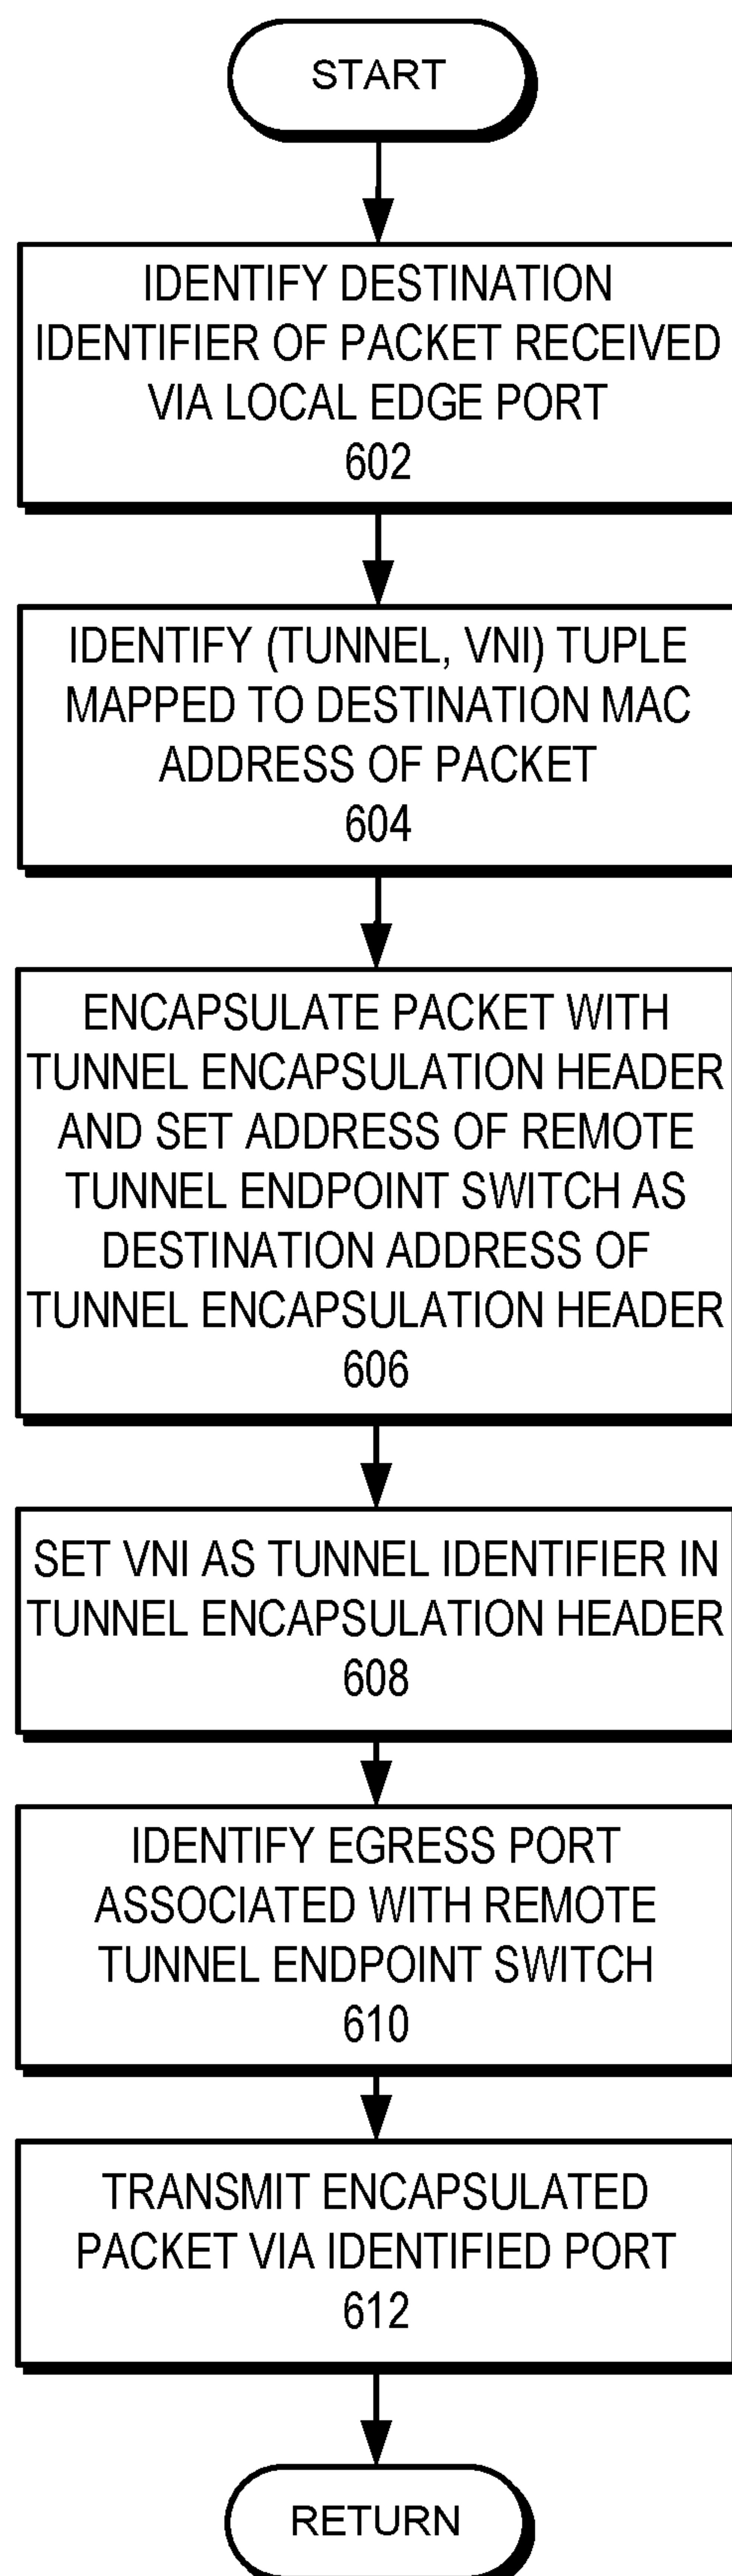 START
IDENTIFY DESTINATION
IDENTIFIER OF PACKET RECEIVED
VIA LOCAL EDGE PORT
602
IDENTIFY (TUNNEL, VNI) TUPLE
MAPPED TO DESTINATION MAC
ADDRESS OF PACKET
604
ENCAPSULATE PACKET WITH
TUNNEL ENCAPSULATION HEADER
AND SET ADDRESS OF REMOTE
TUNNEL ENDPOINT SWITCH AS
DESTINATION ADDRESS OF
TUNNEL ENCAPSULATION HEADER
606
SET VNI AS TUNNEL IDENTIFIER IN
TUNNEL ENCAPSULATION HEADER
608
IDENTIFY EGRESS PORT
ASSOCIATED WITH REMOTE
TUNNEL ENDPOINT SWITCH
610
TRANSMIT ENCAPSULATED
PACKET VIA IDENTIFIED PORT
612
RETURN